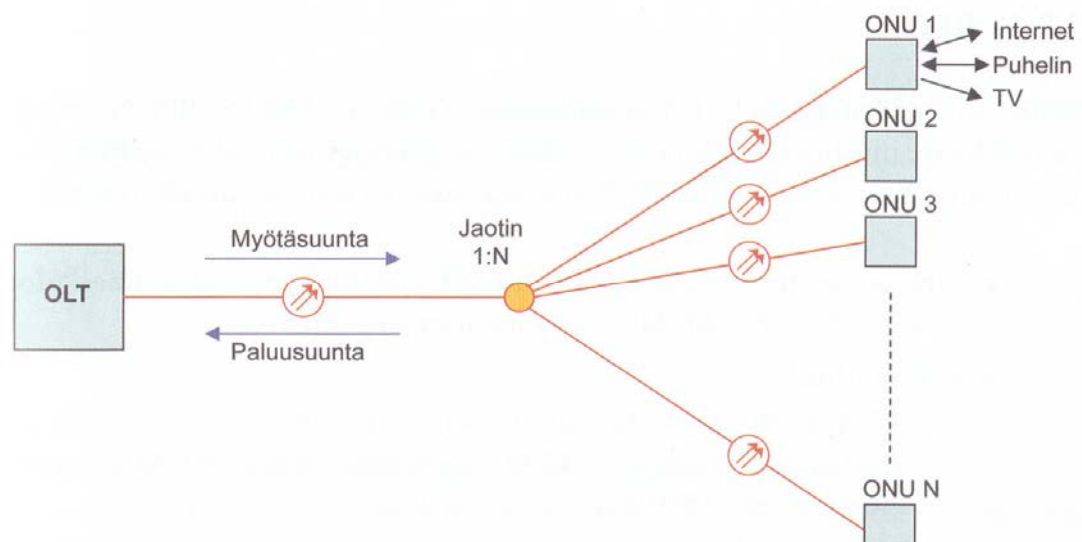 ONU 1
Internet
Puhelin
TV
ONU 2
ONU 3
Myötäsuunta
Jaotin
1:N
OLT
Paluusuunta
ONU N